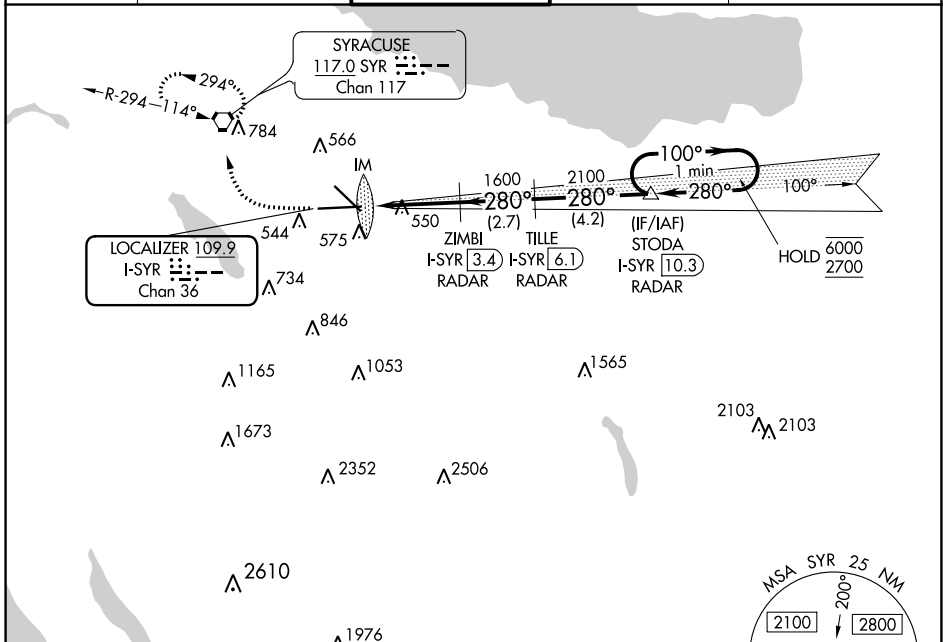 SYRACUSE
117.0 SYR
Chan 117
294°
R-294
114°
784
566
IM
100°
1 min
280°
100°
1600
2100
280°
280°
(2.7)
(4.2)
550
544
575
ZIMBI
I-SYR 3.4
RADAR
TILLE
I-SYR 6.1
RADAR
(IF/IAF)
STODA
I-SYR 10.3
RADAR
HOLD 6000
2700
LOCALIZER 109.9
I-SYR
Chan 36
734
846
1165
1053
1565
1673
2103
2103
2352
2506
2610
1976
MSA SYR 25 NM
200°
2100
2800